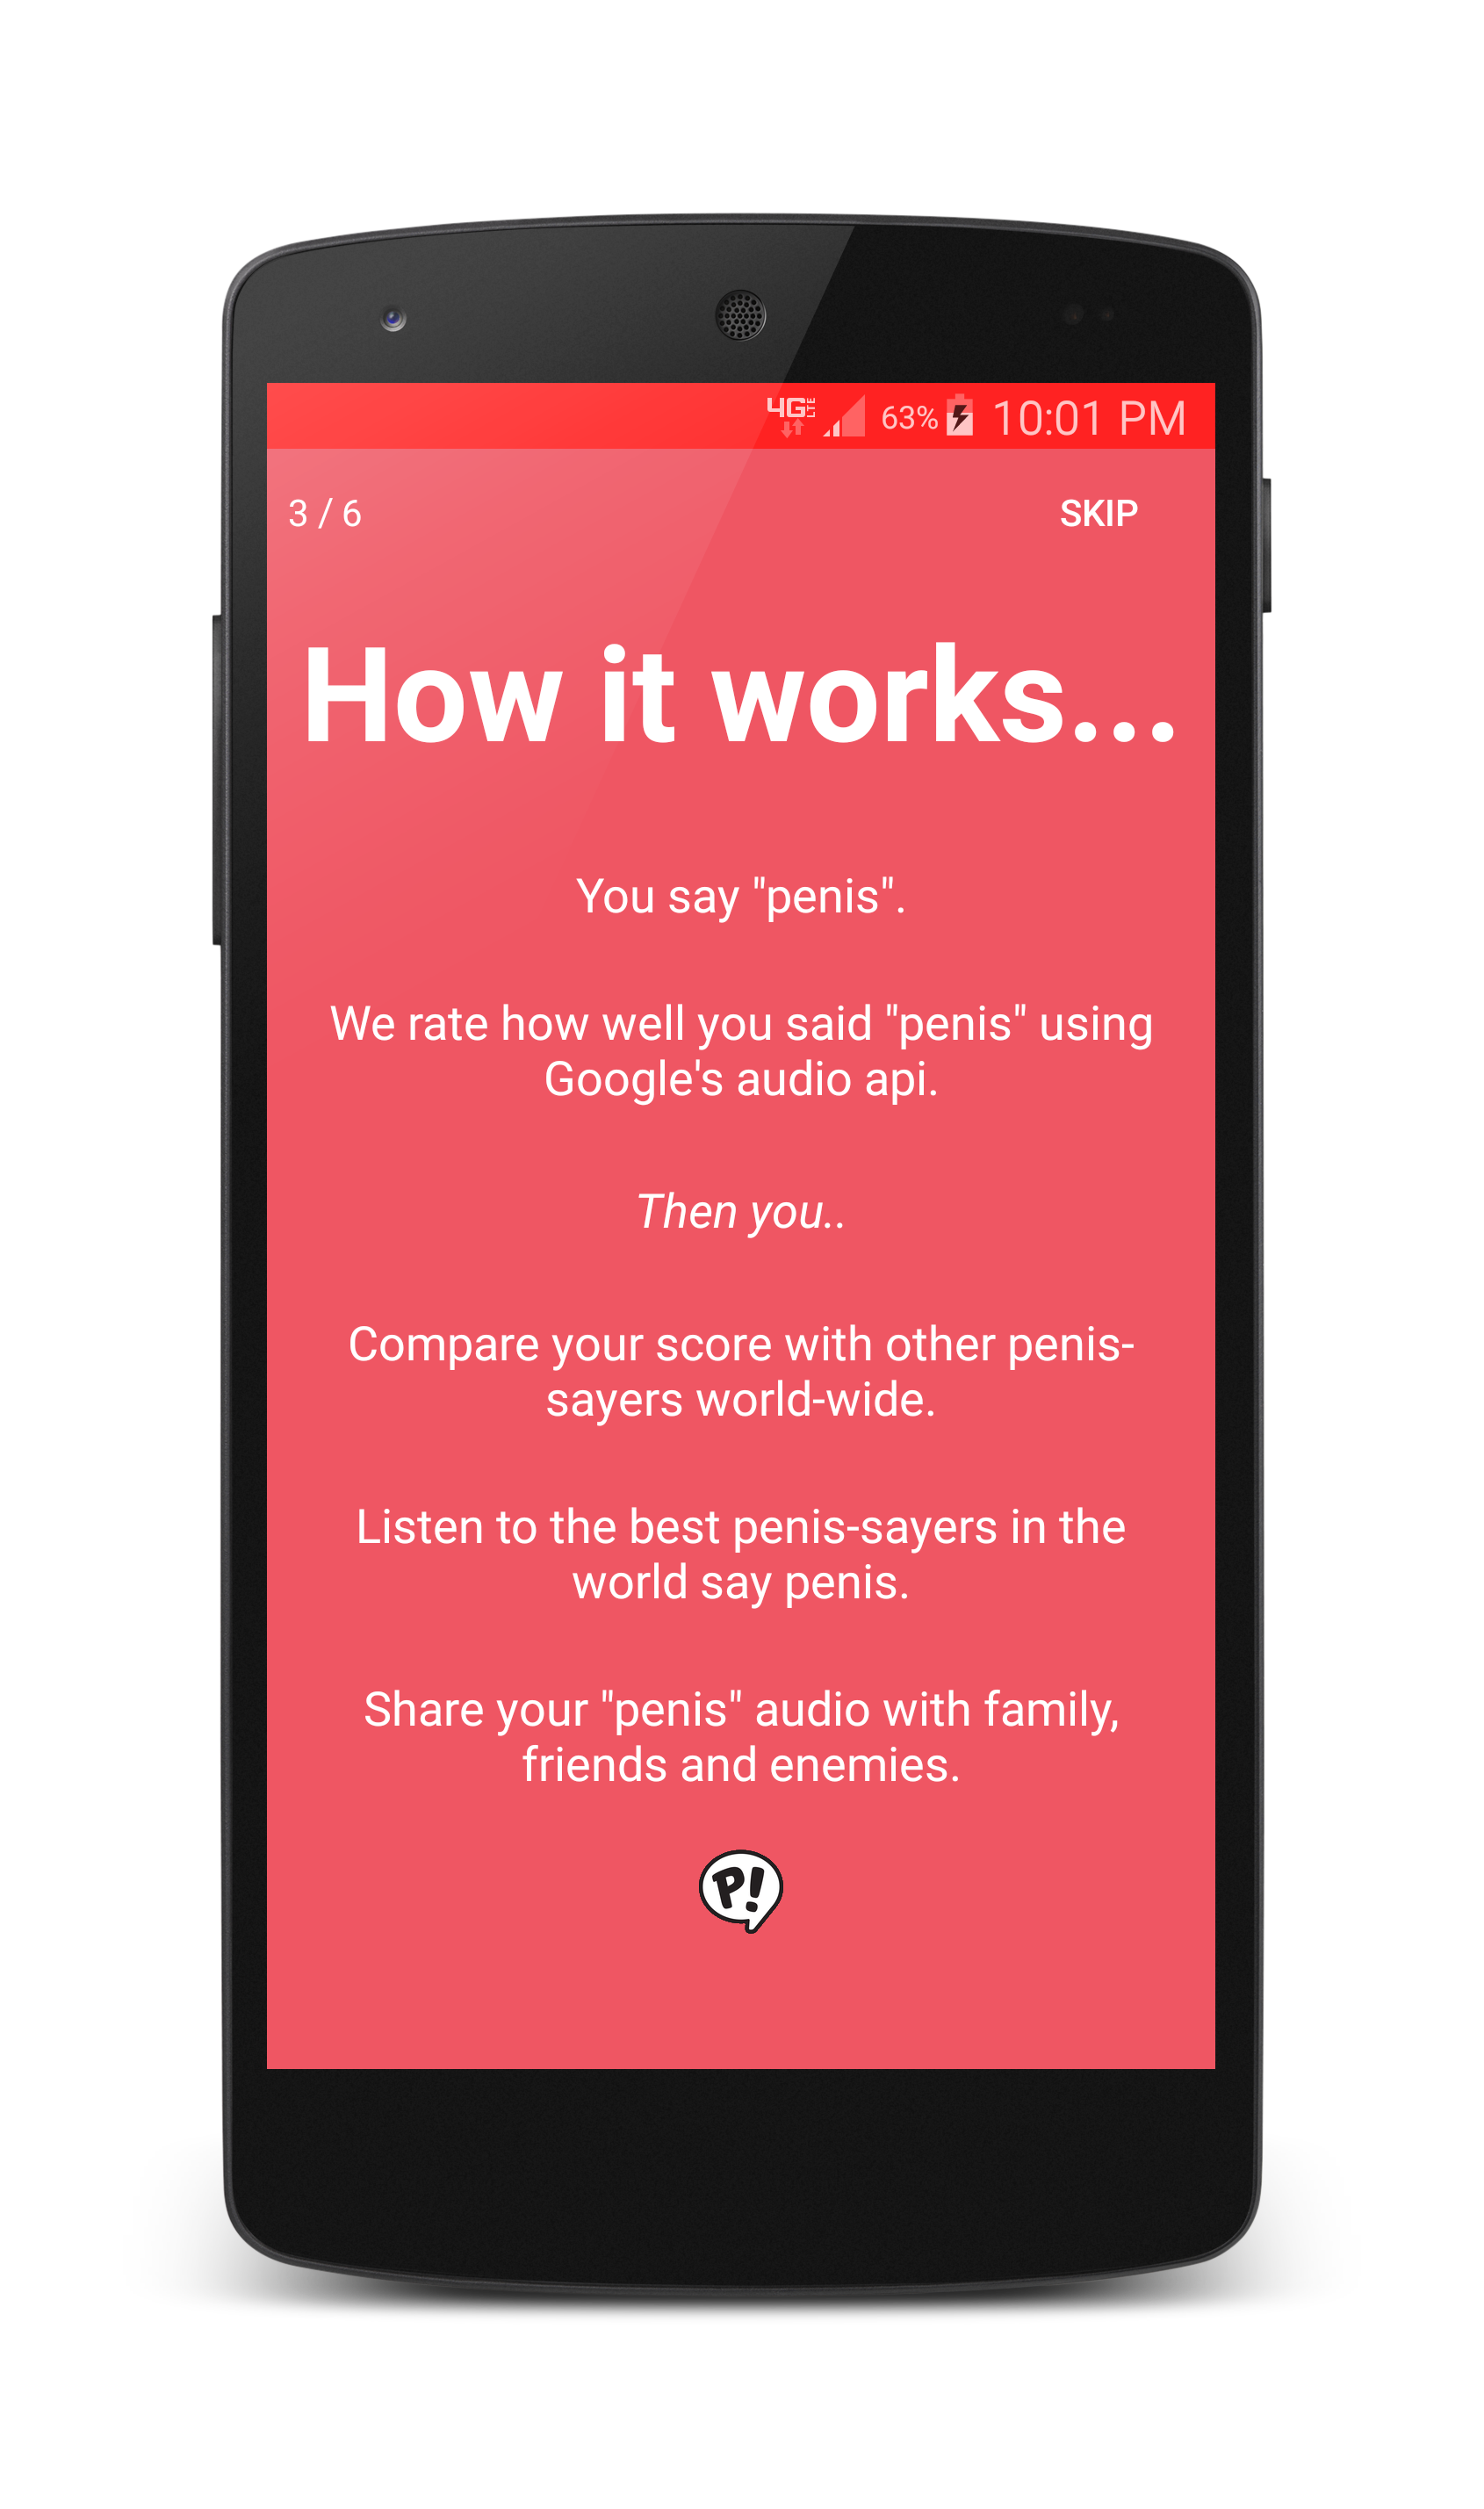 4G LTE 63% 10:01 PM
3 / 6 SKIP
How it works...
You say "penis".
We rate how well you said "penis" using
Google's audio api.
Then you..
Compare your score with other penis-
sayers world-wide.
Listen to the best penis-sayers in the
world say penis.
Share your "penis" audio with family,
friends and enemies.
P!